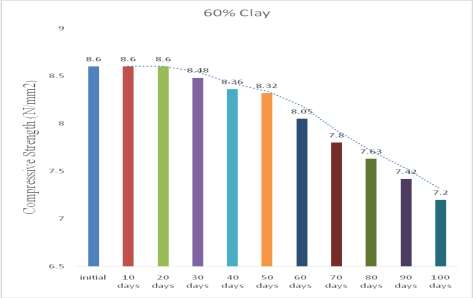 60% Clay
Compressive Strength (N mm2)
9
8.5
8
7.5
7
6.5
8.6
8.6
8.6
8.48
8.36
8.32
8.05
7.8
7.63
7.42
7.2
initial
10 days
20 days
30 days
40 days
50 days
60 days
70 days
80 days
90 days
100 days